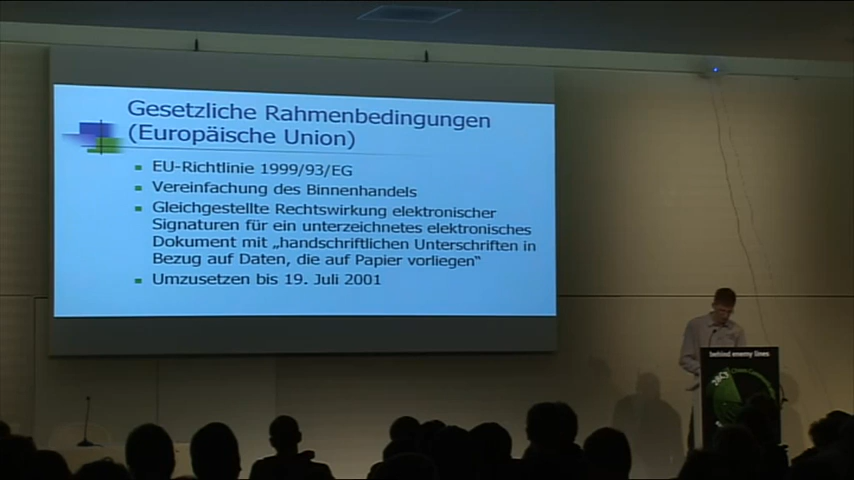 Gesetzliche Rahmenbedingungen
(Europäische Union)
EU-Richtlinie 1999/93/EG
Vereinfachung des Binnenhandels
Gleichgestellte Rechtswirkung elektronischer
Signaturen für ein unterzeichnetes elektronisches
Dokument mit „handschriftlichen Unterschriften in
Bezug auf Daten, die auf Papier vorliegen“
Umzusetzen bis 19. Juli 2001
behind enemy lines